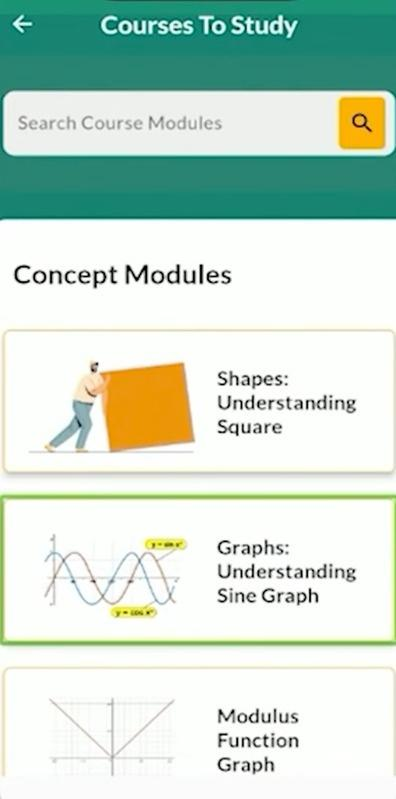 Courses To Study
Search Course Modules
Concept Modules
Shapes:
Understanding
Square
Graphs:
Understanding
Sine Graph
y = sin x°
y = cos x°
Modulus
Function
Graph